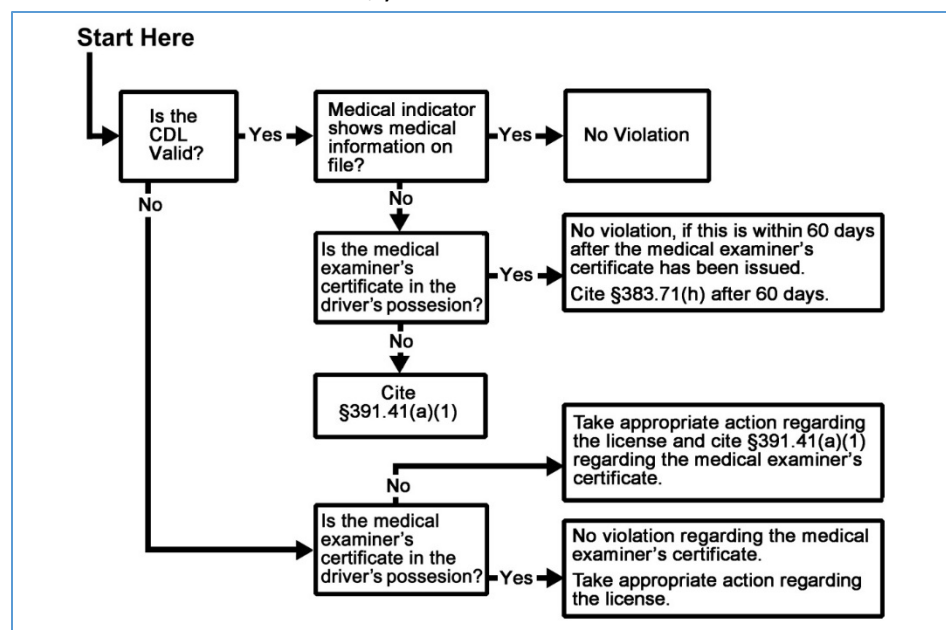 Start Here
Is the
CDL
Valid?
Yes
Medical indicator
shows medical
information on
file?
Yes
No Violation
No
No
Is the medical
examiner's
certificate in the
driver's possesion?
Yes
No violation, if this is within 60 days
after the medical examiner's
certificate has been issued.
Cite §383.71(h) after 60 days.
No
Cite
§391.41(a)(1)
Take appropriate action regarding
the license and cite §391.41(a)(1)
regarding the medical examiner's
certificate.
No
Is the medical
examiner's
certificate in the
driver's possesion?
Yes
No violation regarding the medical
examiner's certificate.
Take appropriate action regarding
the license.